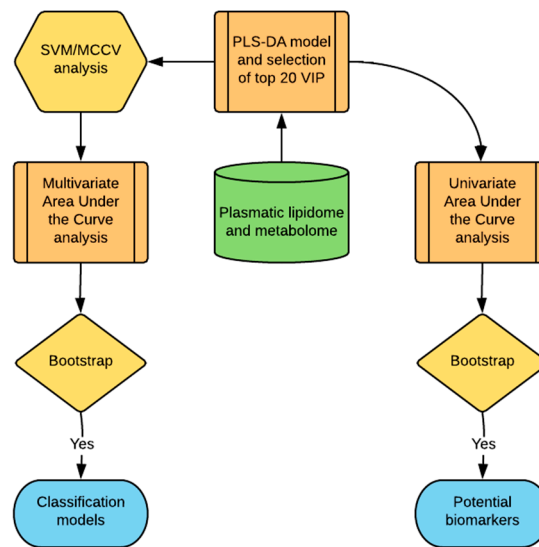 SVM/MCCV
analysis
PLS-DA model
and selection
of top 20 VIP
Multivariate
Area Under
the Curve
analysis
Plasmatic lipidome
and metabolome
Univariate
Area Under
the Curve
analysis
Bootstrap
Bootstrap
Yes
Yes
Classification
models
Potential
biomarkers